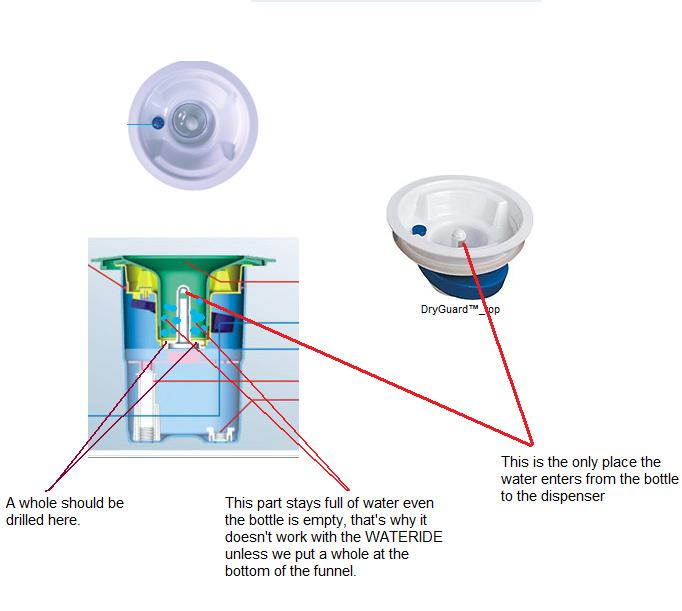 DryGuard™_top
This is the only place the
water enters from the bottle
to the dispenser
A whole should be
drilled here.
This part stays full of water even
the bottle is empty, that's why it
doesn't work with the WATERIDE
unless we put a whole at the
bottom of the funnel.